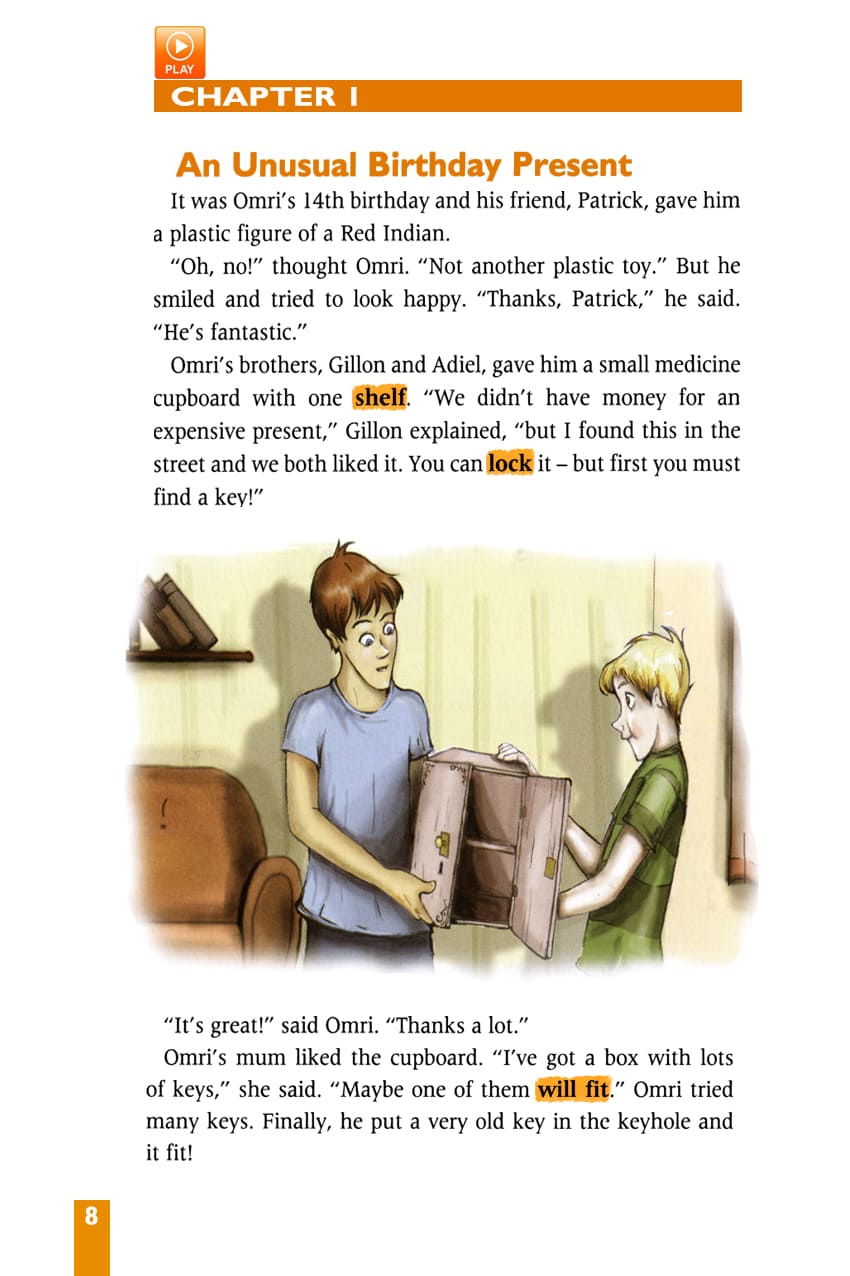 PLAY
CHAPTER 1
An Unusual Birthday Present
It was Omri’s 14th birthday and his friend, Patrick, gave him
a plastic figure of a Red Indian.
“Oh, no!” thought Omri. “Not another plastic toy.” But he
smiled and tried to look happy. “Thanks, Patrick,” he said.
“He’s fantastic.”
Omri’s brothers, Gillon and Adiel, gave him a small medicine
cupboard with one shelf. “We didn’t have money for an
expensive present,” Gillon explained, “but I found this in the
street and we both liked it. You can lock it – but first you must
find a key!”
“It’s great!” said Omri. “Thanks a lot.”
Omri’s mum liked the cupboard. “I’ve got a box with lots
of keys,” she said. “Maybe one of them will fit.” Omri tried
many keys. Finally, he put a very old key in the keyhole and
it fit!
8